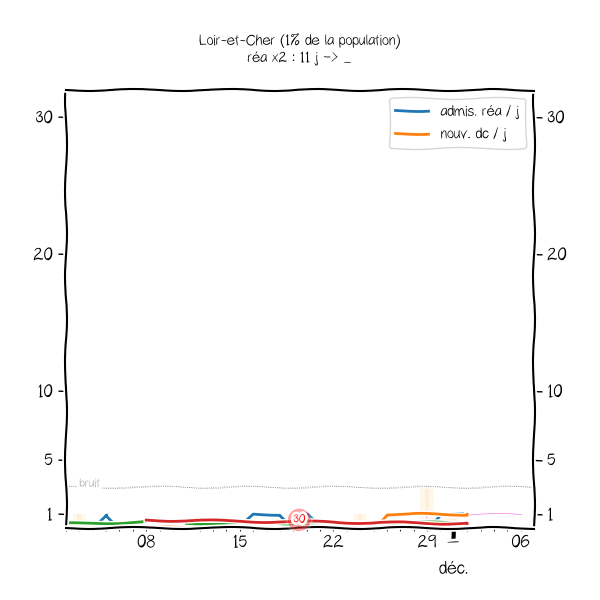 Loir-et-Cher (1% de la population)
réa x2 : 11 j -> _
admis. réa / j
nouv. dc / j
30
30
20
20
10
10
5
5
bruit
1
1
30
08
15
22
29
06
déc.